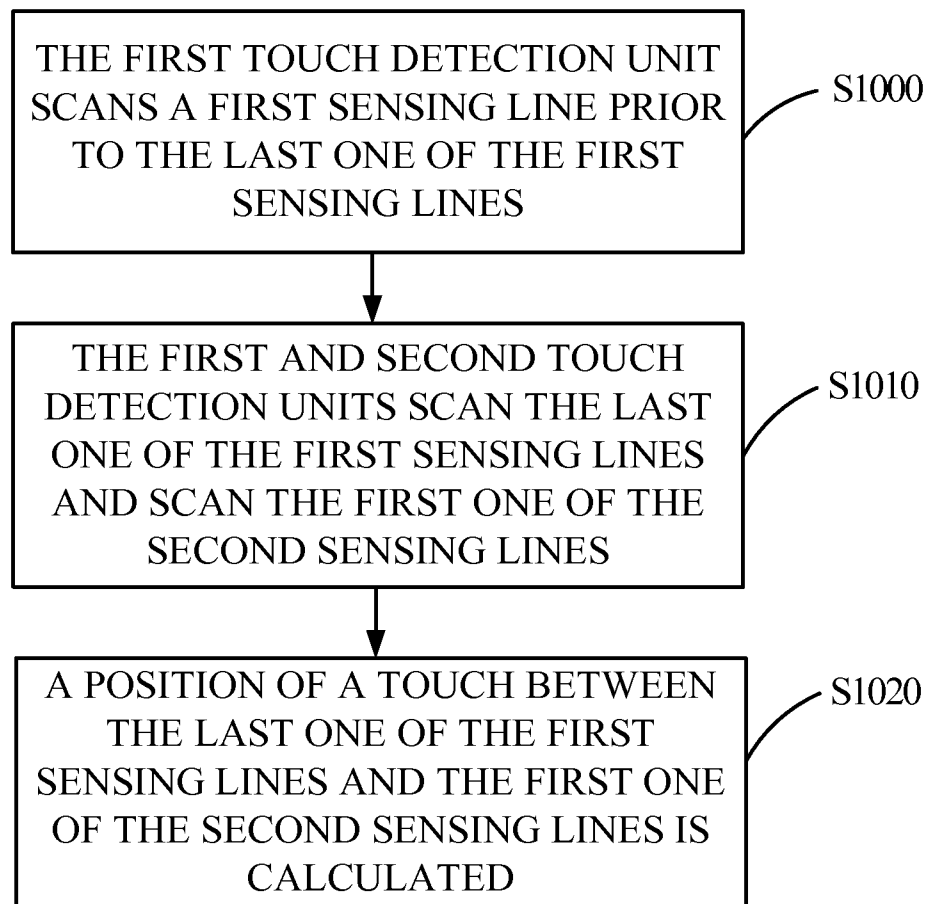 THE FIRST TOUCH DETECTION UNIT
SCANS A FIRST SENSING LINE PRIOR
TO THE LAST ONE OF THE FIRST
SENSING LINES
S1000
THE FIRST AND SECOND TOUCH
DETECTION UNITS SCAN THE LAST
ONE OF THE FIRST SENSING LINES
AND SCAN THE FIRST ONE OF THE
SECOND SENSING LINES
S1010
A POSITION OF A TOUCH BETWEEN
THE LAST ONE OF THE FIRST
SENSING LINES AND THE FIRST ONE
OF THE SECOND SENSING LINES IS
CALCULATED
S1020